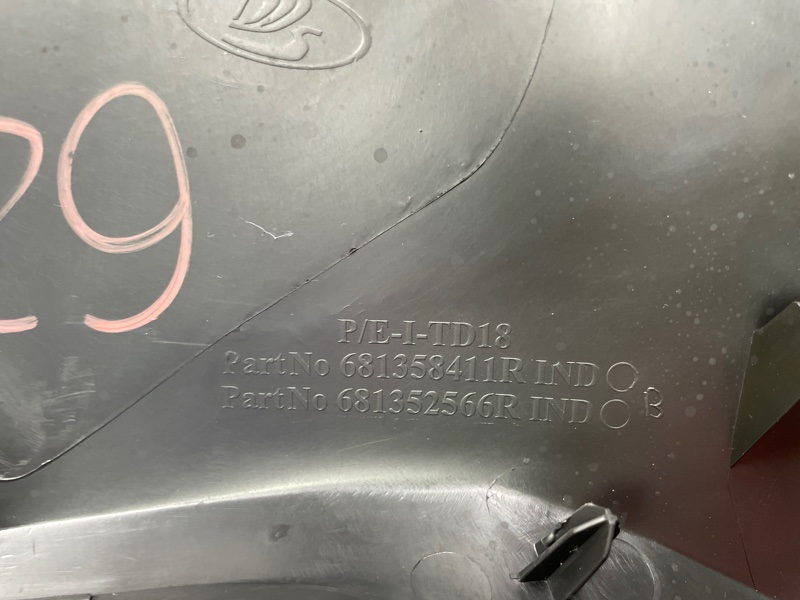 29
P/E-I-TD18
PartNo 681358411R IND
PartNo 681352566R IND B